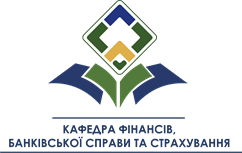 КАФЕДРА ФІНАНСІВ,
БАНКІВСЬКОЇ СПРАВИ ТА СТРАХУВАННЯ